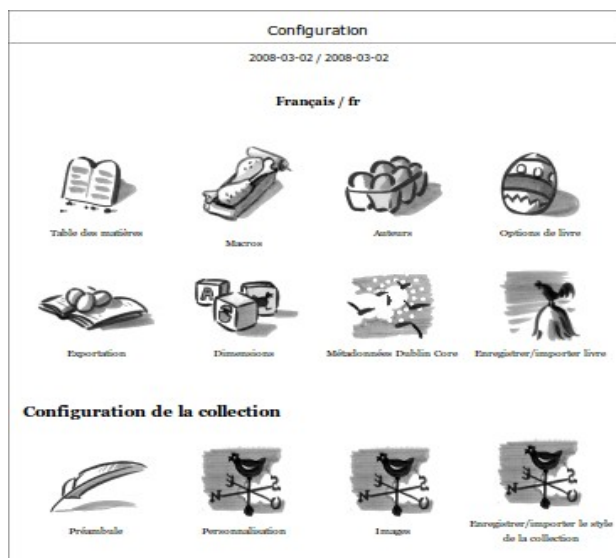 Configuration
2008-03-02 / 2008-03-02
Français / fr
Table des matières
Macros
Auteurs
Options de livre
Exportation
Dimensions
Métadonnées Dublin Core
Enregistrer/importer livre
Configuration de la collection
Préambule
Personnalisation
Images
Enregistrer/importer le style
de la collection